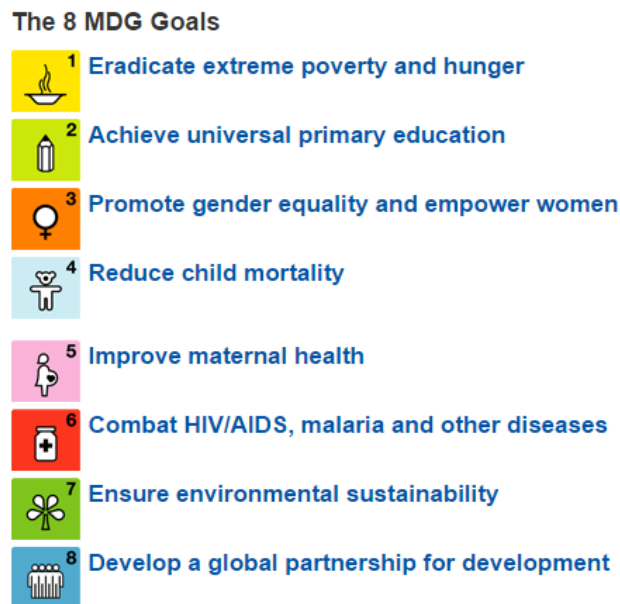 The 8 MDG Goals
1 Eradicate extreme poverty and hunger
2 Achieve universal primary education
3 Promote gender equality and empower women
4 Reduce child mortality
5 Improve maternal health
6 Combat HIV/AIDS, malaria and other diseases
7 Ensure environmental sustainability
8 Develop a global partnership for development